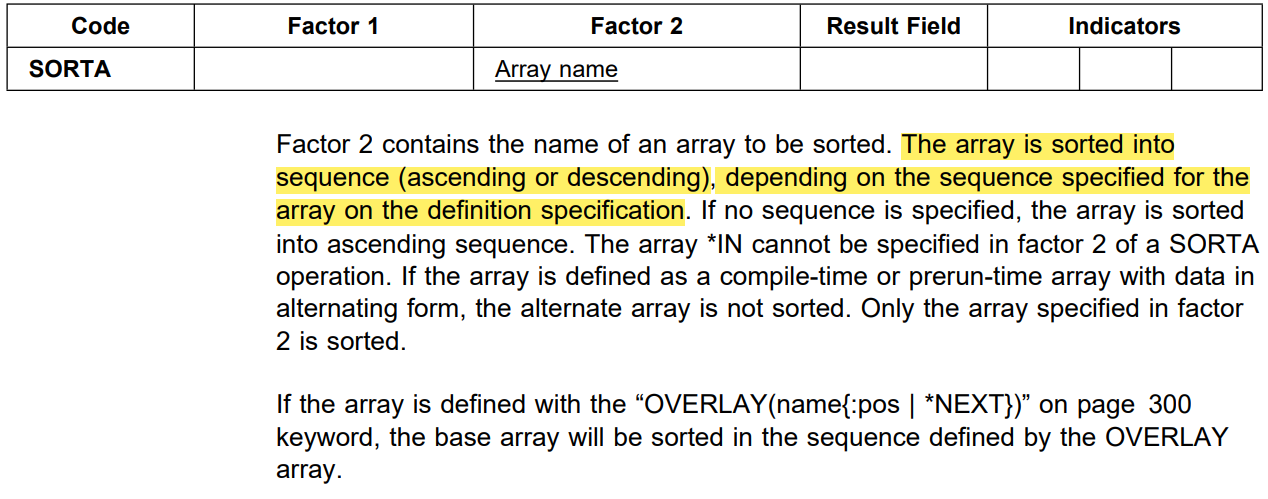 Code Factor 1 Factor 2 Result Field Indicators
SORTA Array name
Factor 2 contains the name of an array to be sorted. The array is sorted into
sequence (ascending or descending), depending on the sequence specified for the
array on the definition specification. If no sequence is specified, the array is sorted
into ascending sequence. The array *IN cannot be specified in factor 2 of a SORTA
operation. If the array is defined as a compile-time or prerun-time array with data in
alternating form, the alternate array is not sorted. Only the array specified in factor
2 is sorted.
If the array is defined with the “OVERLAY(name{:pos | *NEXT})” on page 300
keyword, the base array will be sorted in the sequence defined by the OVERLAY
array.